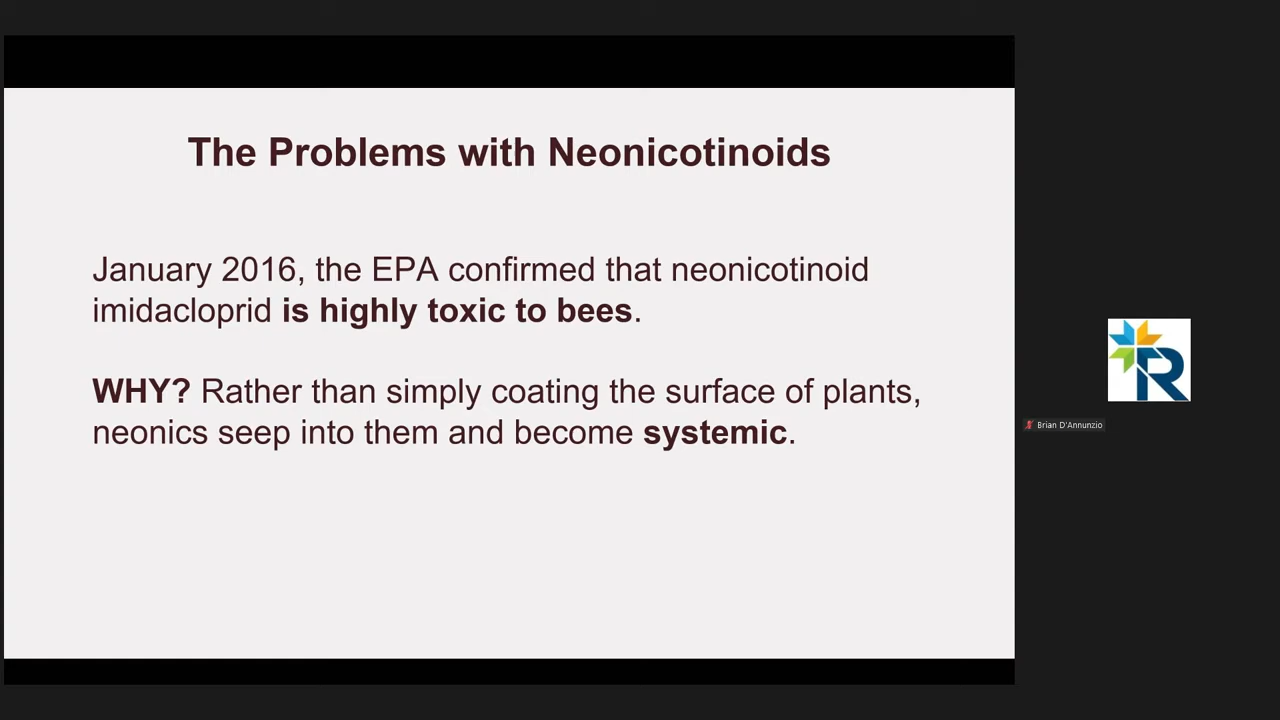 The Problems with Neonicotinoids
January 2016, the EPA confirmed that neonicotinoid
imidacloprid is highly toxic to bees.
WHY? Rather than simply coating the surface of plants,
neonics seep into them and become systemic.
R
Brian D'Annunzio